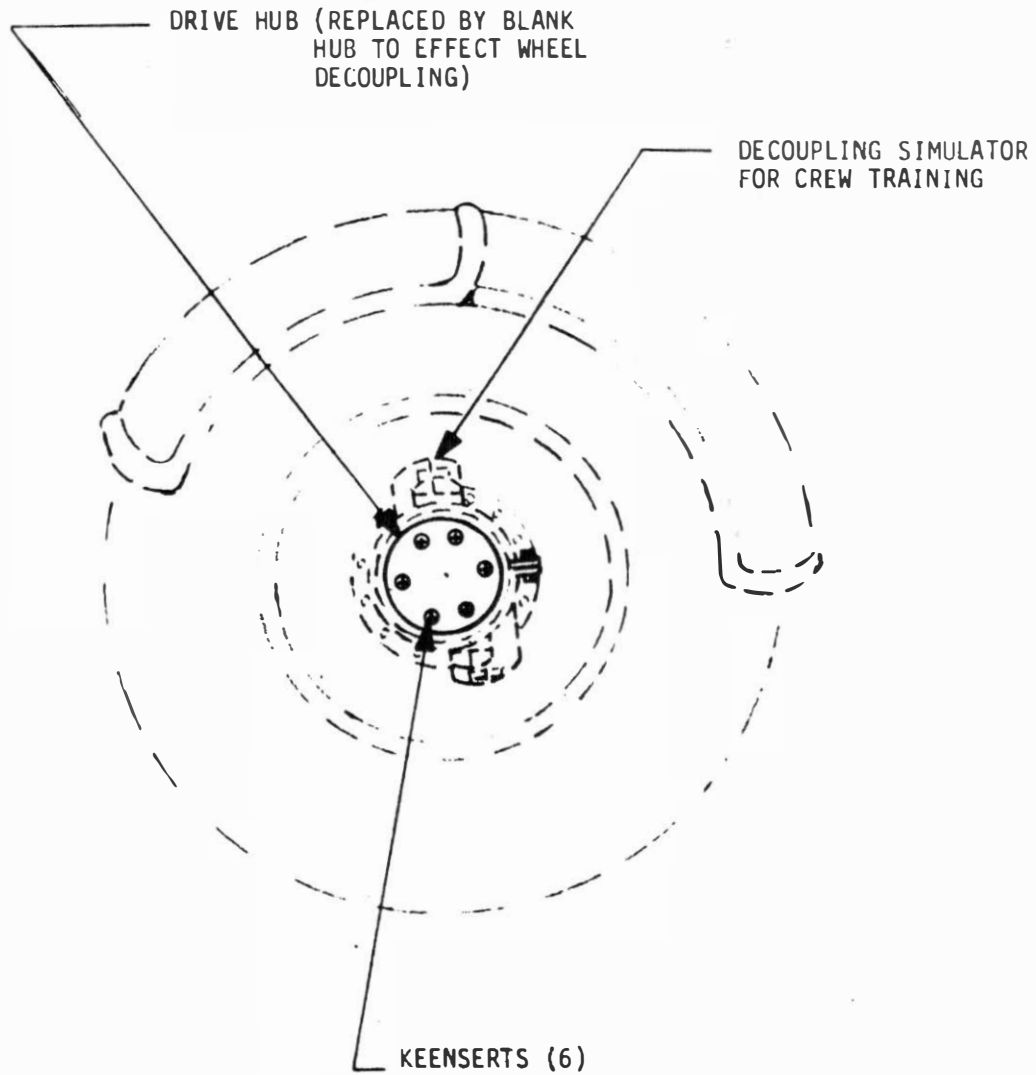 DRIVE HUB (REPLACED BY BLANK
HUB TO EFFECT WHEEL
DECOUPLING)
DECOUPLING SIMULATOR
FOR CREW TRAINING
KEENSERTS (6)